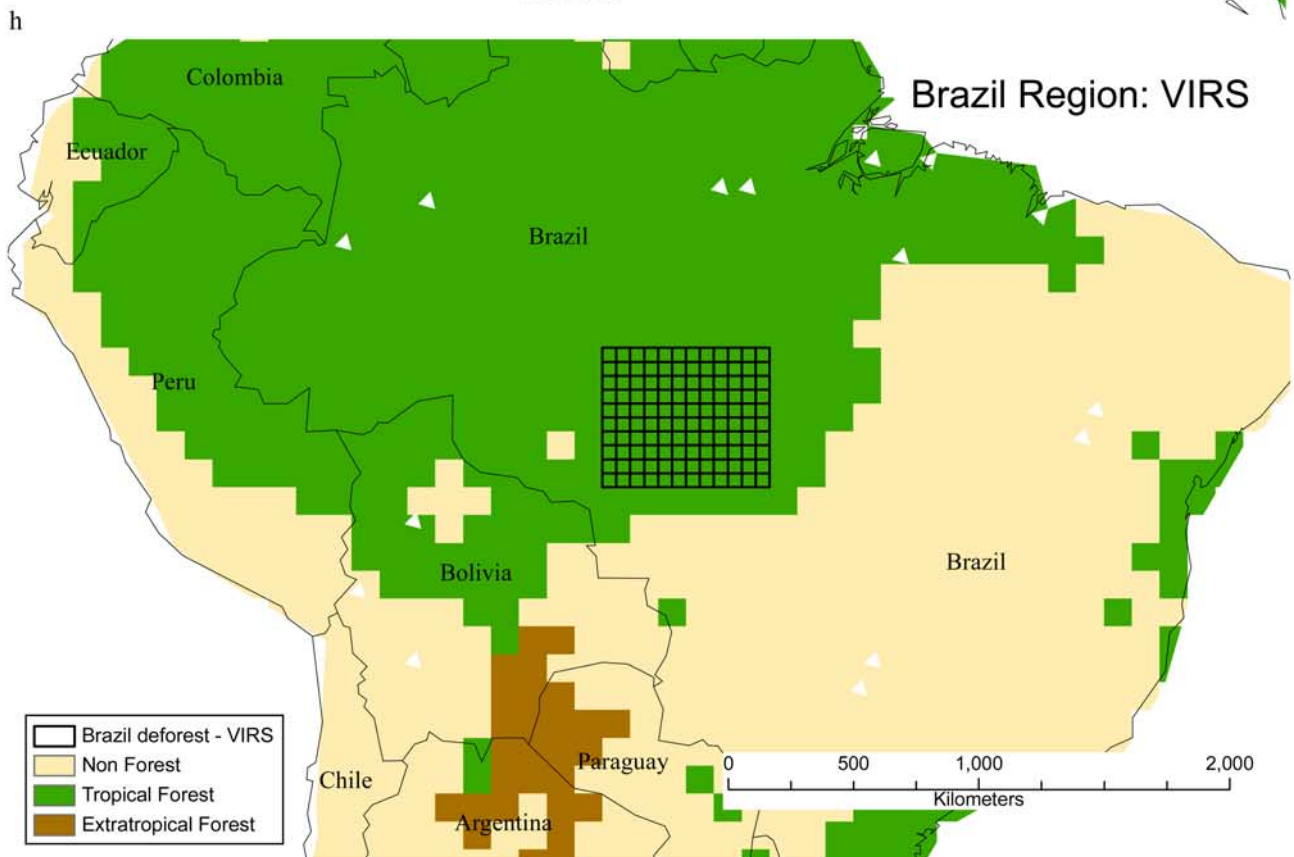 h
Colombia
Brazil Region: VIRS
Ecuador
Brazil
Peru
Bolivia
Brazil
Brazil deforest - VIRS
Non Forest
Tropical Forest
Extratropical Forest
Chile
Paraguay
Argentina
0 500 1,000 2,000
Kilometers